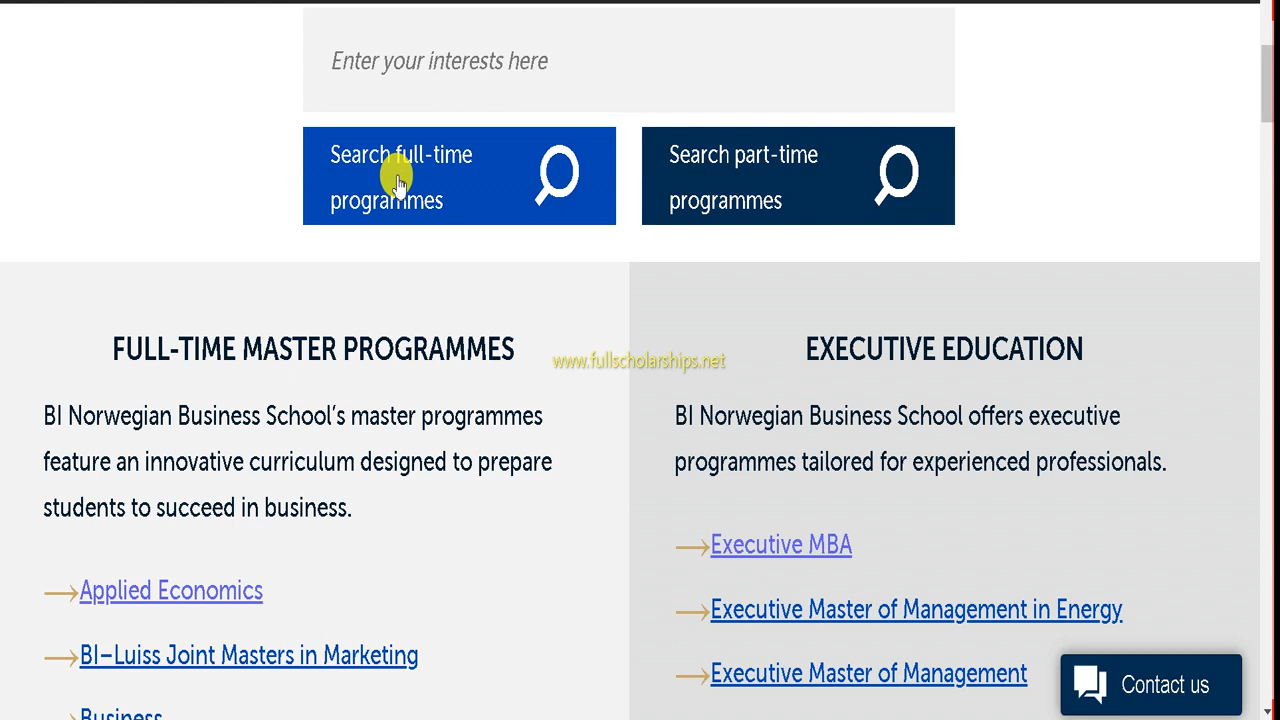 Enter your interests here
Search full-time
programmes
Search part-time
programmes
FULL-TIME MASTER PROGRAMMES
BI Norwegian Business School's master programmes
feature an innovative curriculum designed to prepare
students to succeed in business.
Applied Economics
BI–Luiss Joint Masters in Marketing
Business
www.fullscholarships.net
EXECUTIVE EDUCATION
BI Norwegian Business School offers executive
programmes tailored for experienced professionals.
Executive MBA
Executive Master of Management in Energy
Executive Master of Management
Contact us